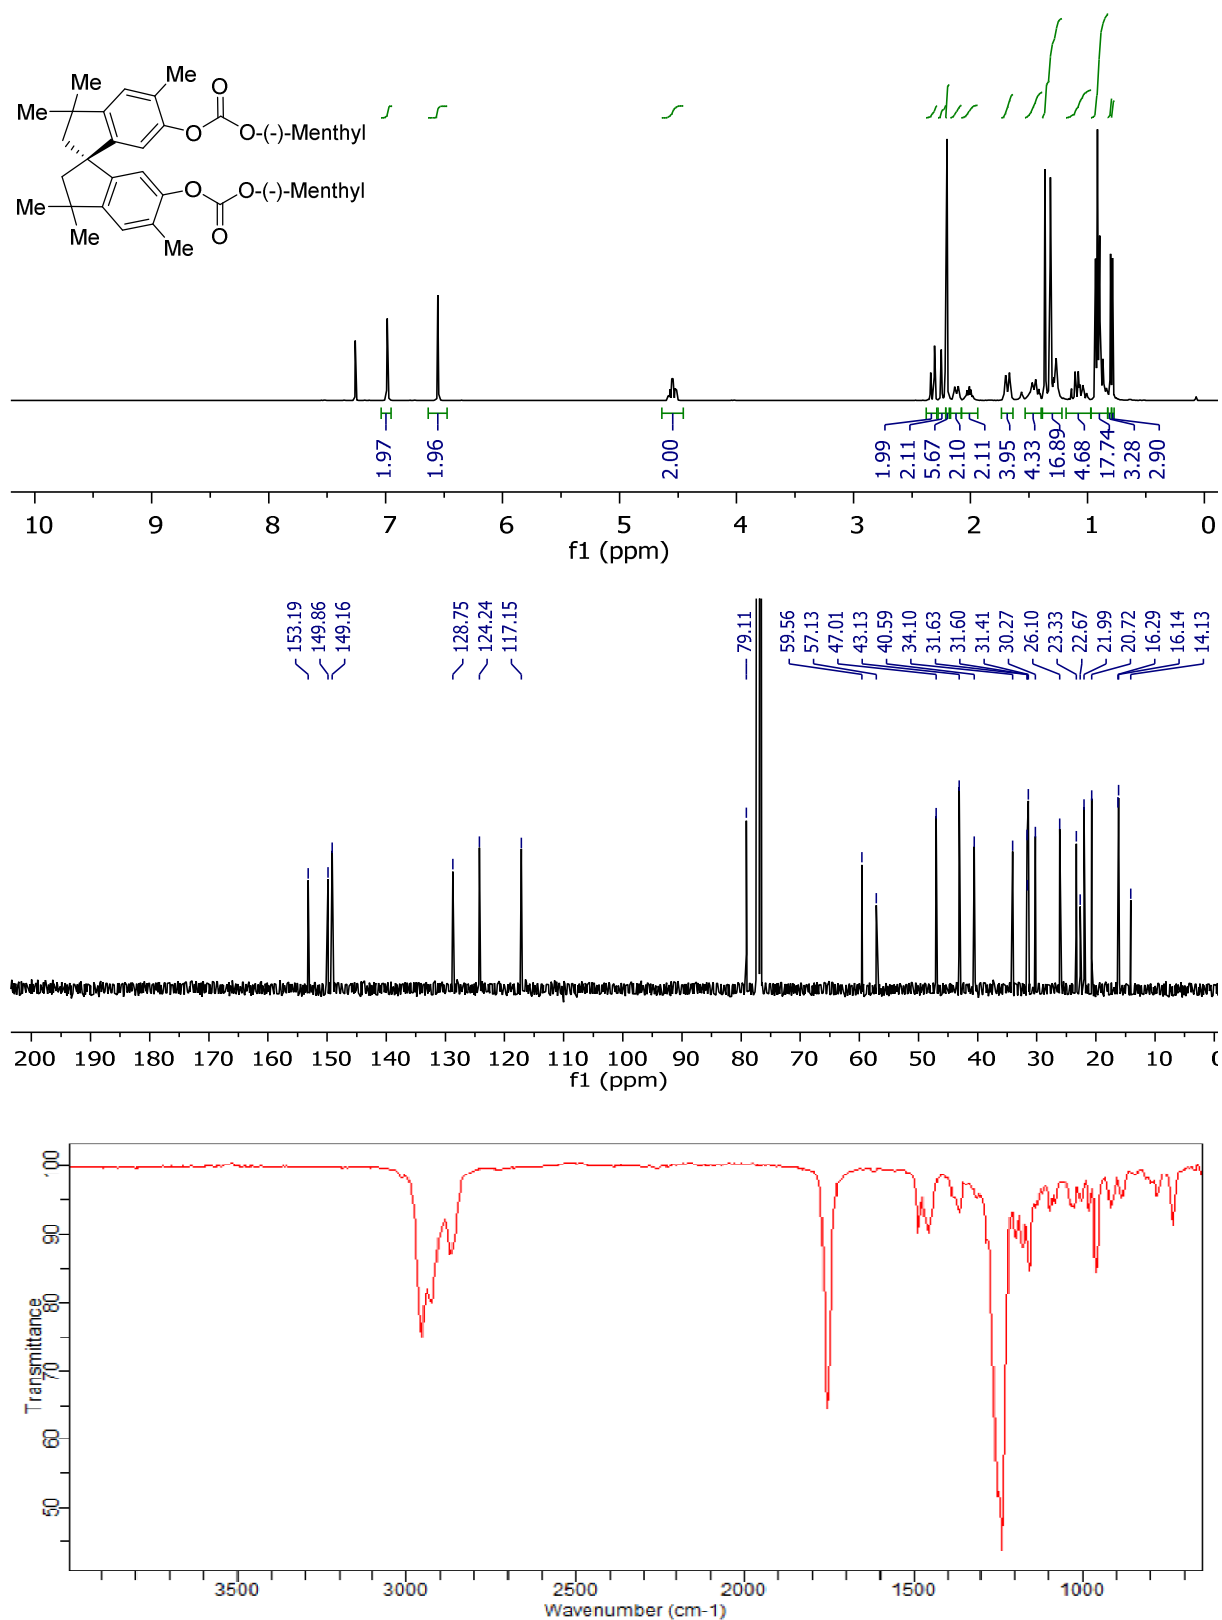 Me
Me
Me
O
O
O-(-)-Menthyl
O
O-(-)-Menthyl
Me
Me
Me
O
1.97
1.96
2.00
1.99
2.11
5.67
2.10
2.11
3.95
4.33
16.89
4.68
17.74
3.28
2.90
10 9 8 7 6 5 4 3 2 1 0
f1 (ppm)
153.19
149.86
149.16
128.75
124.24
117.15
79.11
59.56
57.13
47.01
43.13
40.59
34.10
31.63
31.60
31.41
30.27
26.10
23.33
22.67
21.99
20.72
16.29
16.14
14.13
200 190 180 170 160 150 140 130 120 110 100 90 80 70 60 50 40 30 20 10 0
f1 (ppm)
100
90
80
70
60
50
Transmittance
3500 3000 2500 2000 1500 1000
Wavenumber (cm-1)